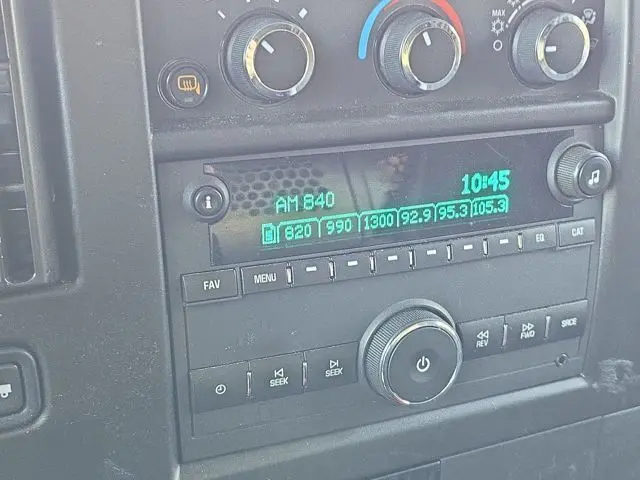 MAX
10:45
AM 840
820 990 1300 92.9 95.3 105.3
i
FAV MENU EQ CAT
SEEK SEEK REV FWD SRCE